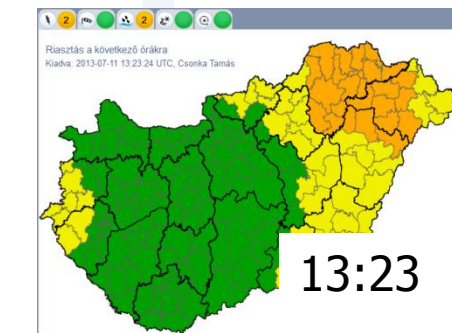 2 2
Riasztás a következő órákra
Kiadva: 2013-07-11 13:23:24 UTC, Csonka Tamás
13:23